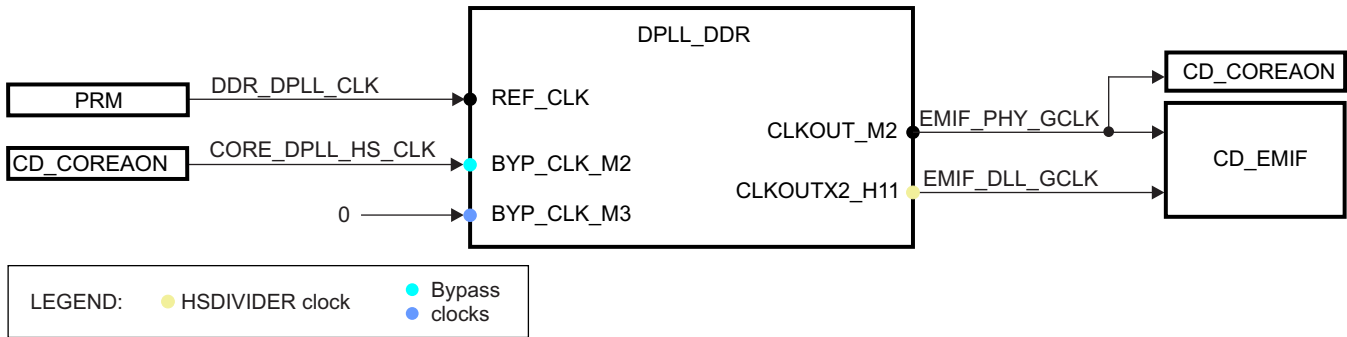 DPLL_DDR
CD_COREAON
DDR_DPLL_CLK
PRM
REF_CLK
CLKOUT_M2
EMIF_PHY_GCLK
CORE_DPLL_HS_CLK
CD_COREAON
BYP_CLK_M2
CD_EMIF
CLKOUTX2_H11
EMIF_DLL_GCLK
0
BYP_CLK_M3
LEGEND:
HSDIVIDER clock
Bypass
clocks